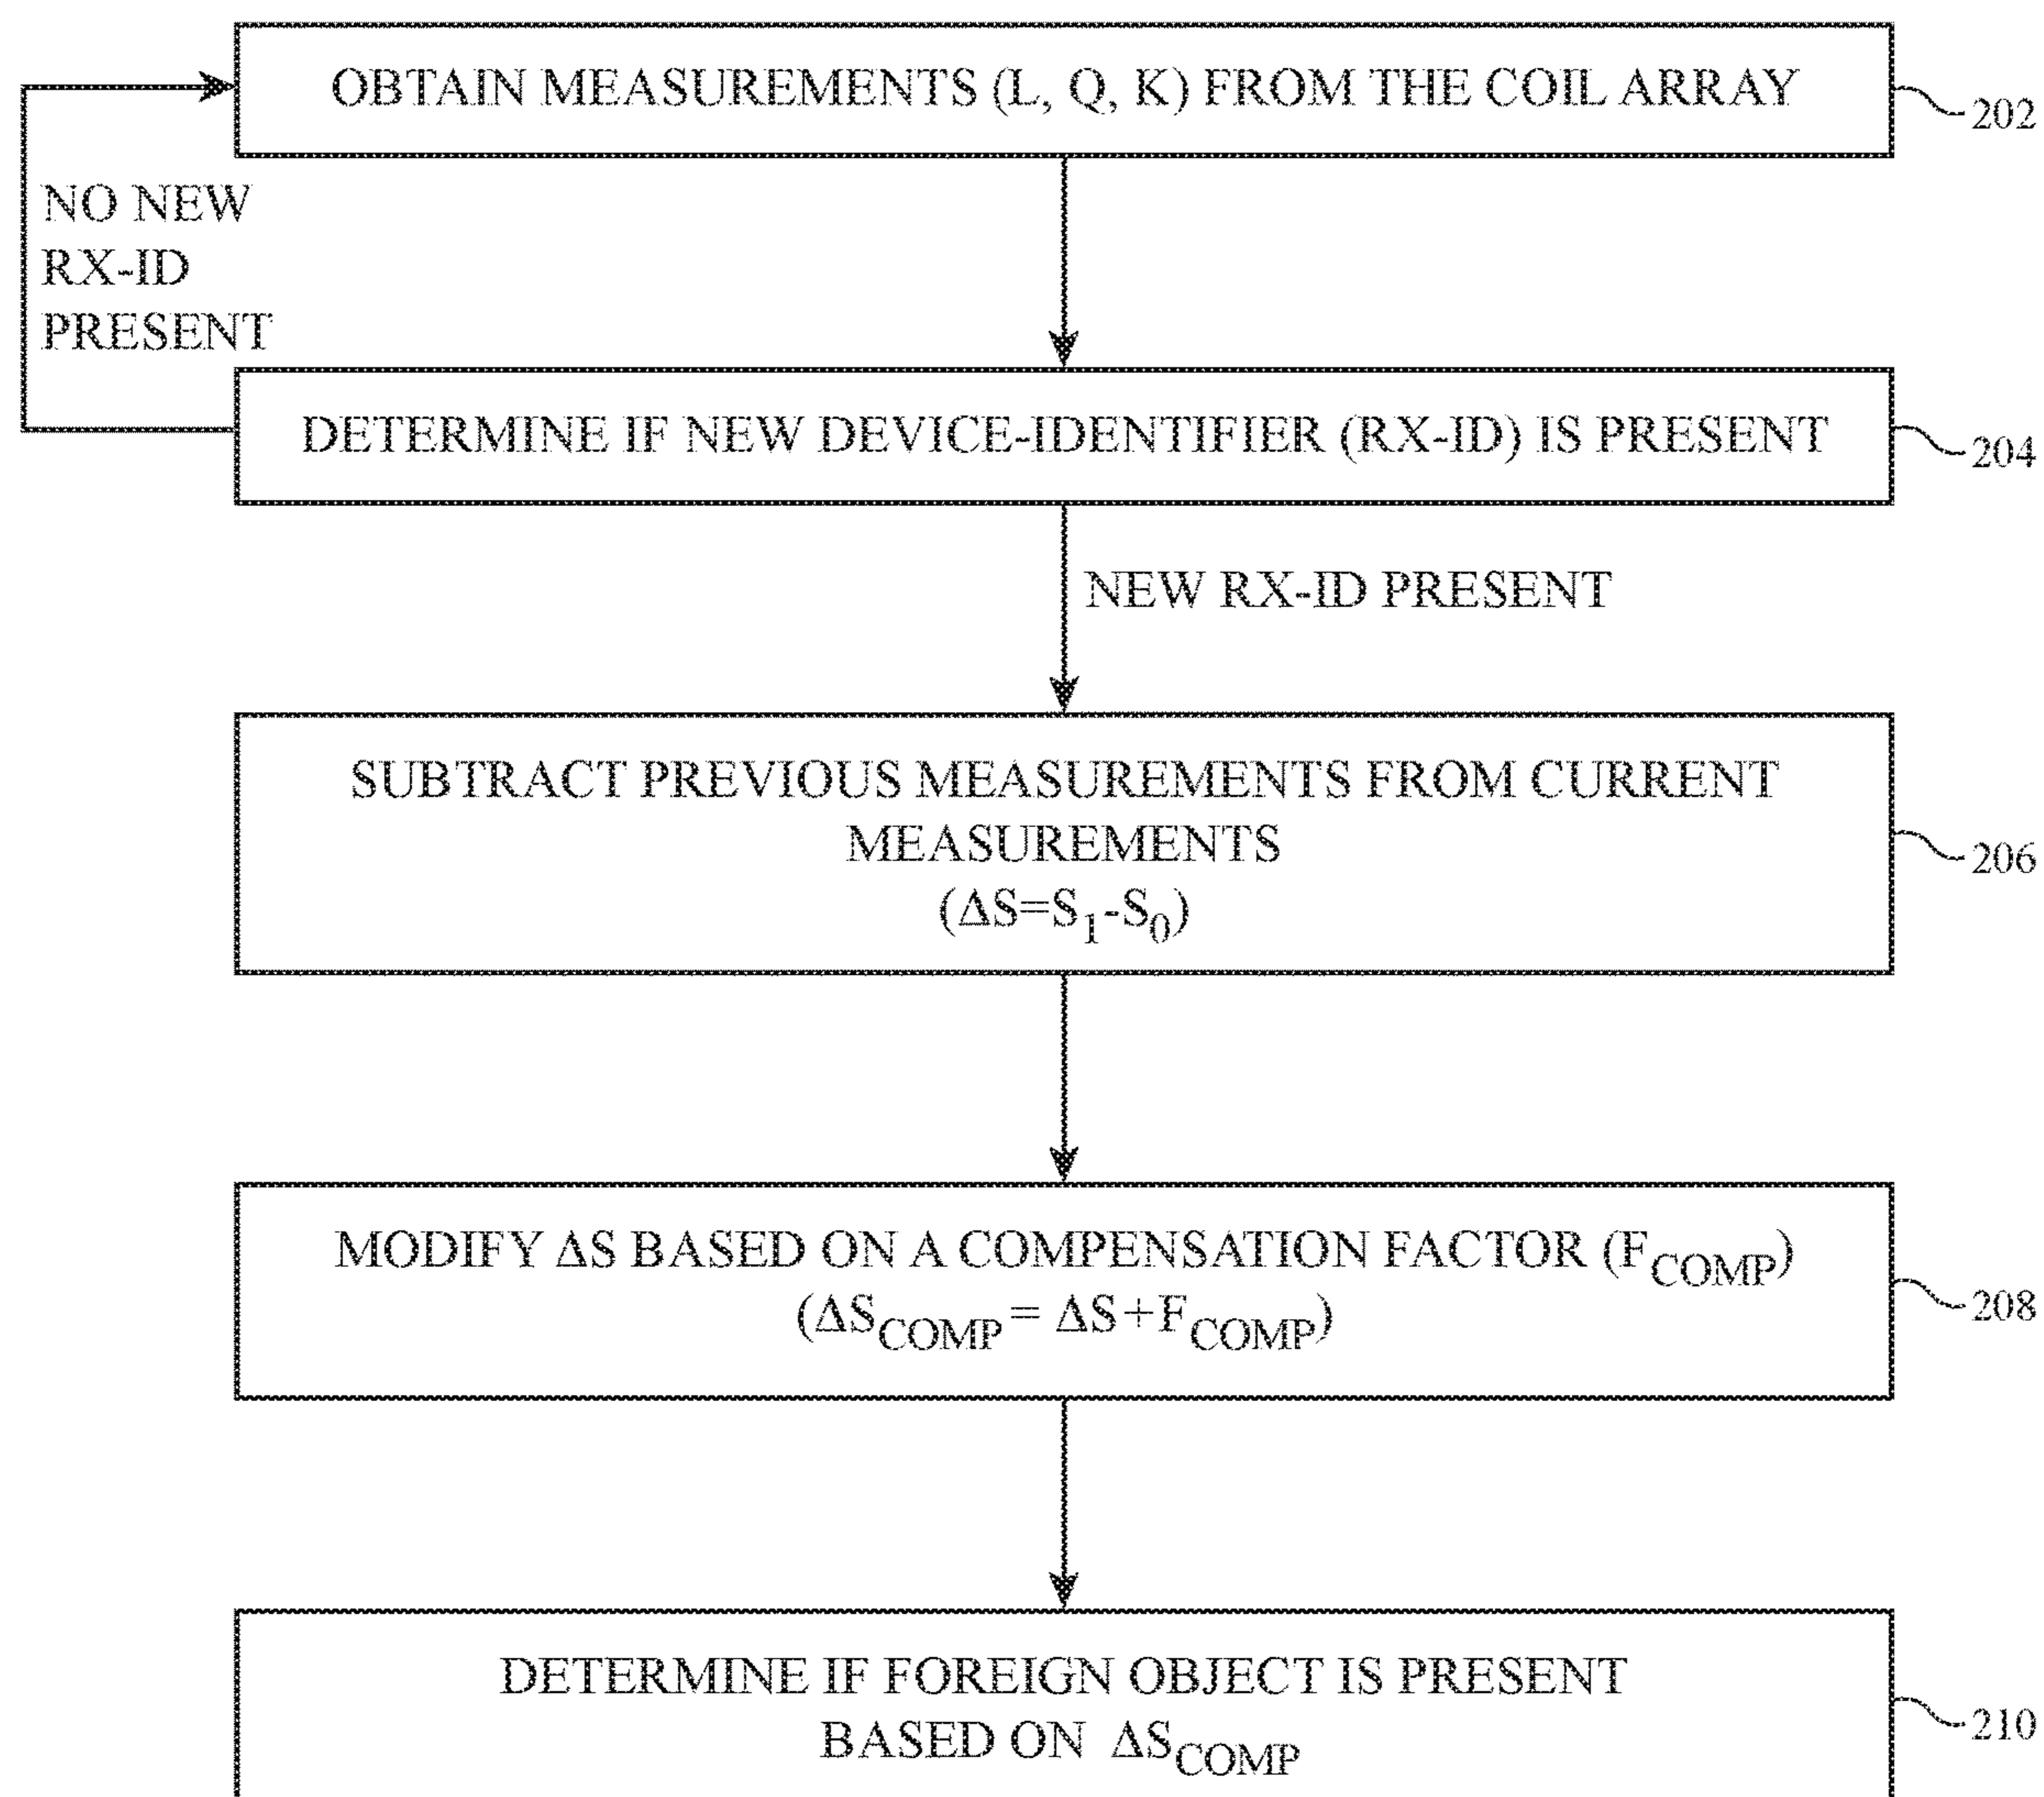 OBTAIN MEASUREMENTS (L, Q, K) FROM THE COIL ARRAY
202
NO NEW
RX-ID
PRESENT
DETERMINE IF NEW DEVICE-IDENTIFIER (RX-ID) IS PRESENT
204
NEW RX-ID PRESENT
SUBTRACT PREVIOUS MEASUREMENTS FROM CURRENT
MEASUREMENTS
(ΔS=S1-S0)
206
MODIFY ΔS BASED ON A COMPENSATION FACTOR (FCOMP)
(ΔSCOMP = ΔS+FCOMP)
208
DETERMINE IF FOREIGN OBJECT IS PRESENT
BASED ON ΔSCOMP
210